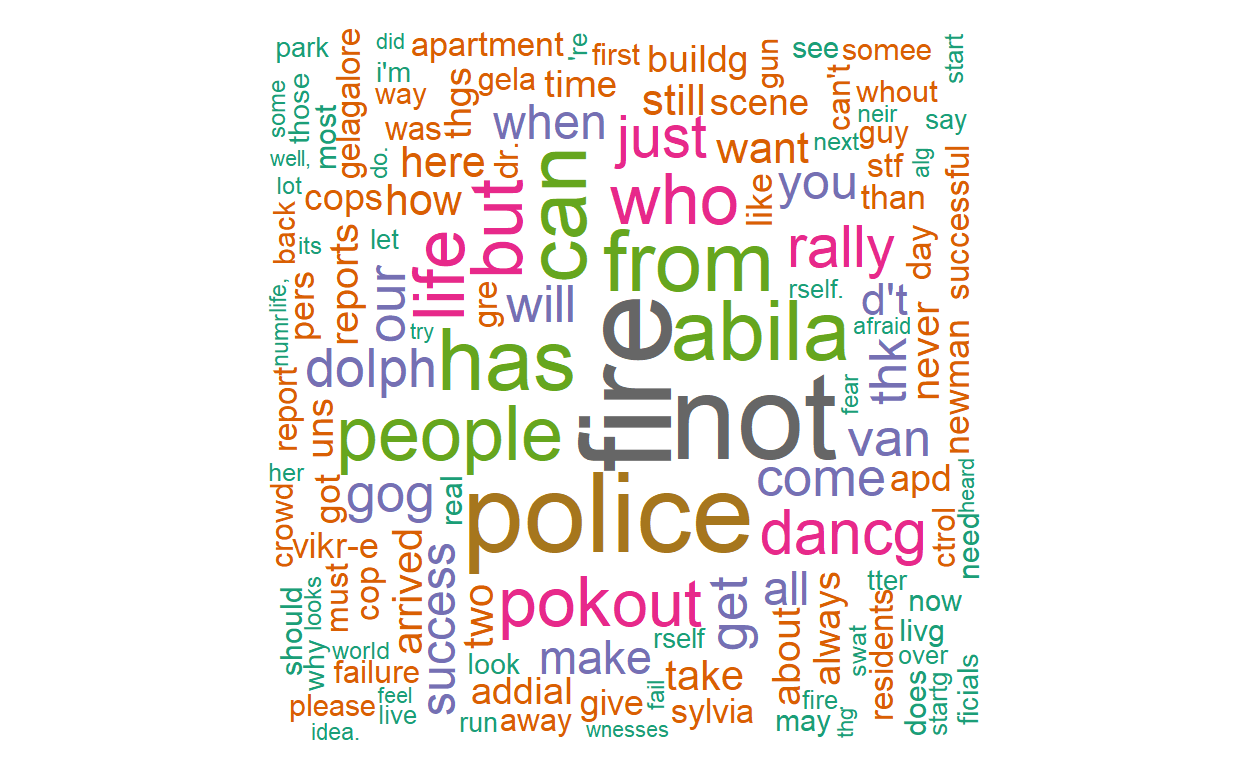 park
did
apartment
're
first
buildg
gun
see
somee
start
some
those
i'm
way
gelagalore
thgs
gela
time
still
scene
can't
whout
most
was
when
just
want
next
neir
guy
say
well,
do.
here
dr.
but
can
who
like
you
stf
alg
than
lot
cops
how
successful
back
its
let
reports
our
life
from
rally
day
numr
life,
pers
gre
will
rself.
d't
try
fire
abila
afraid
never
newman
dolph
has
thk
report
uns
people
not
fear
van
her
got
gog
real
police
come
apd
heard
crowd
vikr-e
arrived
success
dancg
ctrol
need
should
looks
must
cop
two
pokout
get
all
always
tter
residents
now
why
world
failure
look
make
rself
about
swat
livg
over
please
feel
live
addial
give
fail
take
sylvia
may
fire.
thg
does
startg
ficials
idea.
run
away
wnesses